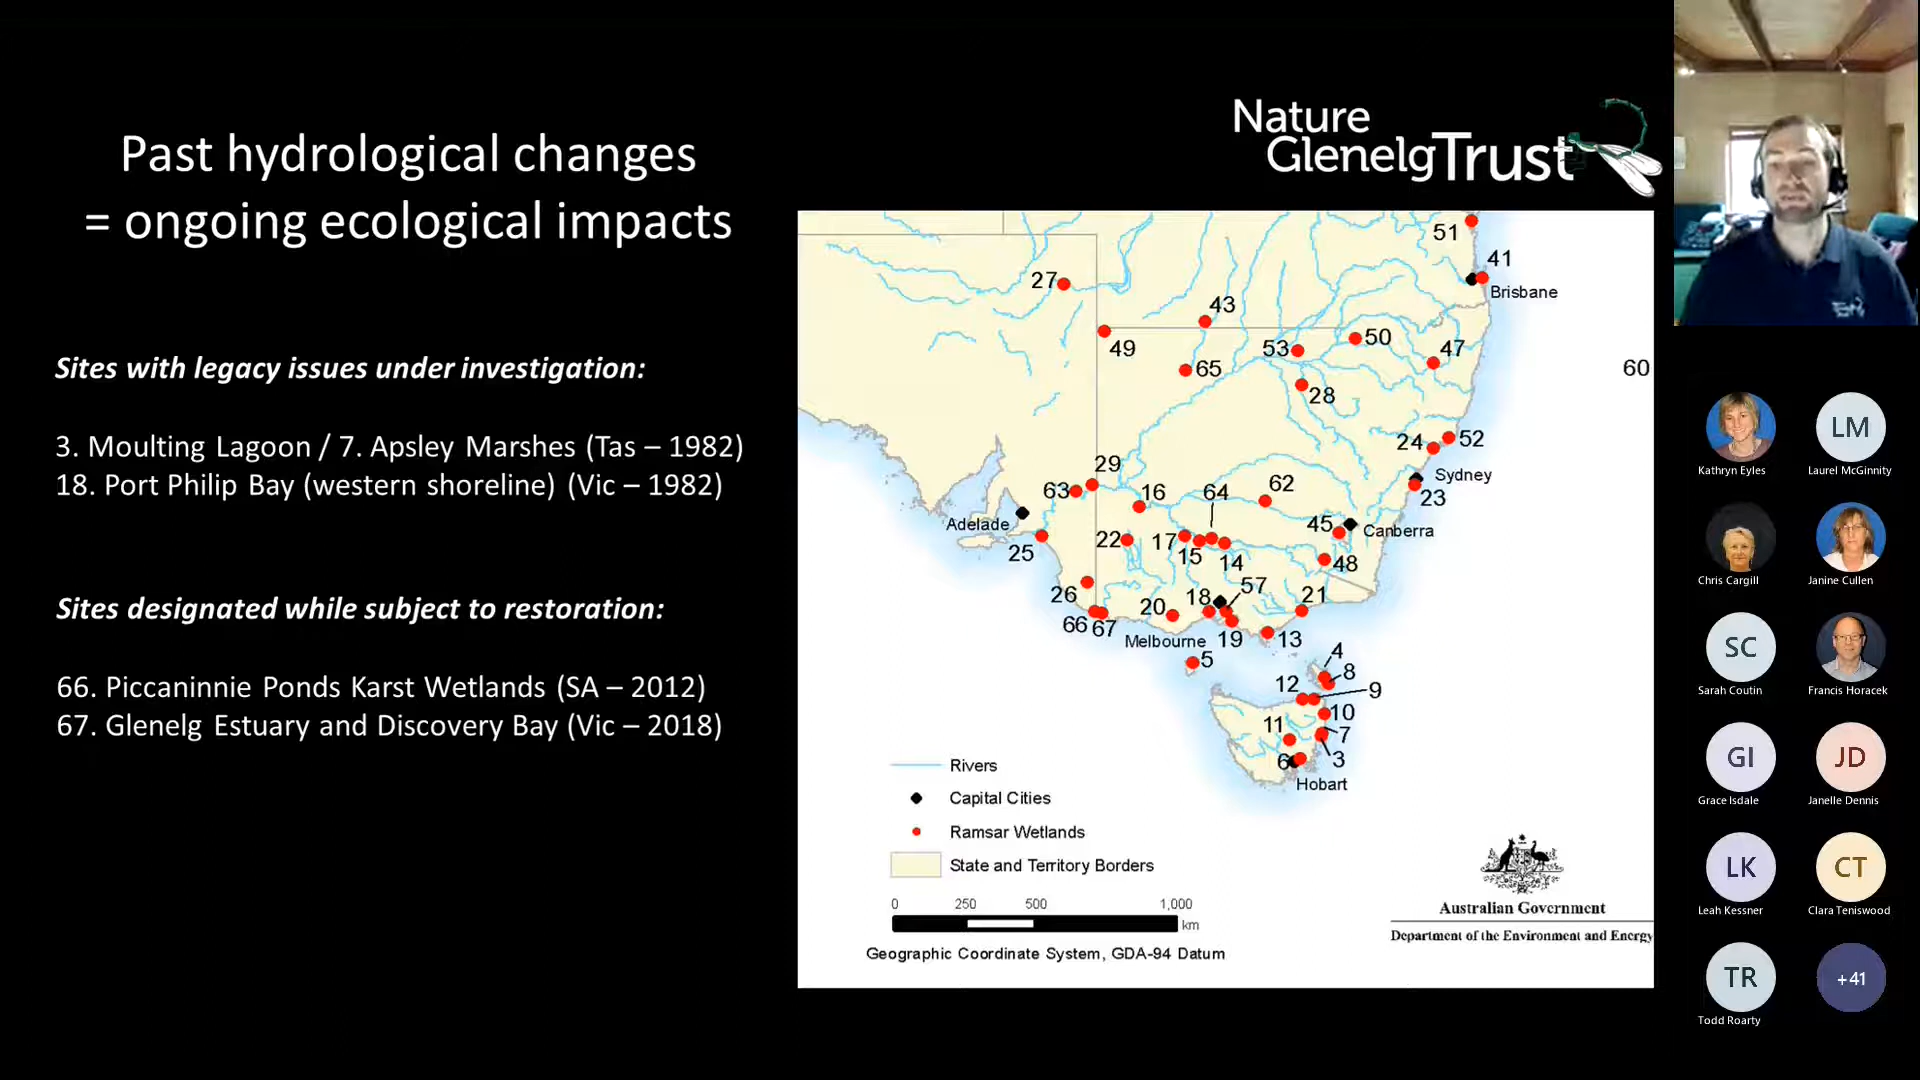 Past hydrological changes
= ongoing ecological impacts
Sites with legacy issues under investigation:
3. Moulting Lagoon / 7. Apsley Marshes (Tas – 1982)
18. Port Philip Bay (western shoreline) (Vic – 1982)
Sites designated while subject to restoration:
66. Piccaninnie Ponds Karst Wetlands (SA – 2012)
67. Glenelg Estuary and Discovery Bay (Vic – 2018)
Nature
GlenelgTrust
51
41
Brisbane
27
43
49
53
50
47
65
28
60
24
52
Sydney
23
29
63
16
64
62
Adelaide
25
22
17
15
14
45
Canberra
48
26
57
18
21
20
66
67
Melbourne
19
13
5
4
8
12
9
10
11
7
6
3
Hobart
Rivers
Capital Cities
Ramsar Wetlands
State and Territory Borders
0
250
500
1,000
km
Geographic Coordinate System, GDA-94 Datum
Australian Government
Department of the Environment and Energy
Kathryn Eyles
LM
Laurel McGinnity
Chris Cargill
Janine Cullen
SC
Sarah Coutin
Francis Horacek
GI
Grace Isdale
JD
Janelle Dennis
LK
Leah Kessner
CT
Clara Teniswood
TR
Todd Roarty
+41